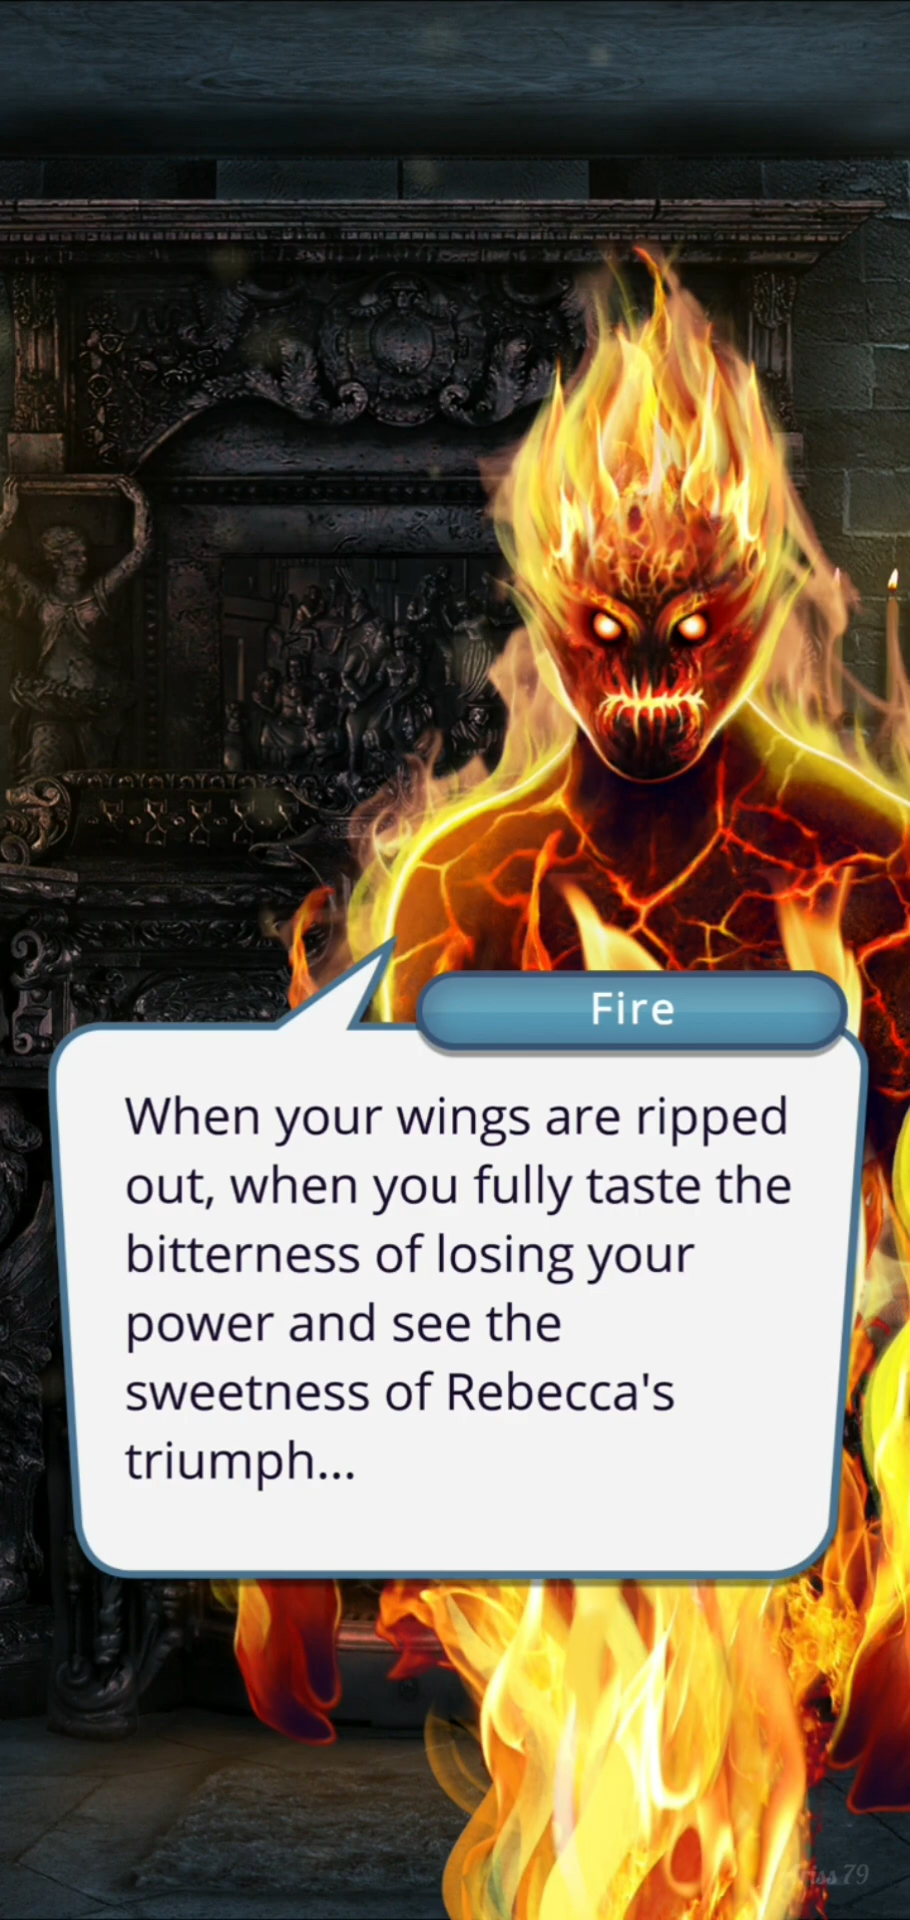 Fire
When your wings are ripped
out, when you fully taste the
bitterness of losing your
power and see the
sweetness of Rebecca's
triumph...